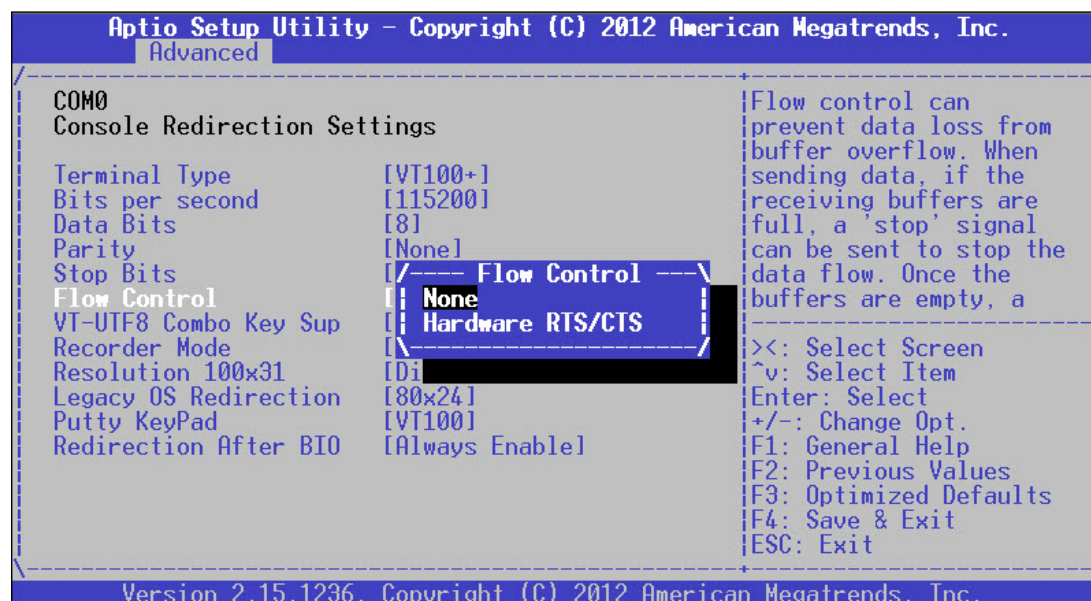 Aptio Setup Utility - Copyright (C) 2012 American Megatrends, Inc.
Advanced
COM0
Console Redirection Settings
Terminal Type [VT100+]
Bits per second [115200]
Data Bits [8]
Parity [None]
Stop Bits [
Flow Control [
VT-UTF8 Combo Key Sup [
Recorder Mode [
Resolution 100x31 [Di
Legacy OS Redirection [80x24]
Putty KeyPad [VT100]
Redirection After BIO [Always Enable]
Flow Control
None
Hardware RTS/CTS
Flow control can
prevent data loss from
buffer overflow. When
sending data, if the
receiving buffers are
full, a 'stop' signal
can be sent to stop the
data flow. Once the
buffers are empty, a
><: Select Screen
^v: Select Item
Enter: Select
+/-: Change Opt.
F1: General Help
F2: Previous Values
F3: Optimized Defaults
F4: Save & Exit
ESC: Exit
Version 2.15.1236. Copyright (C) 2012 American Megatrends, Inc.